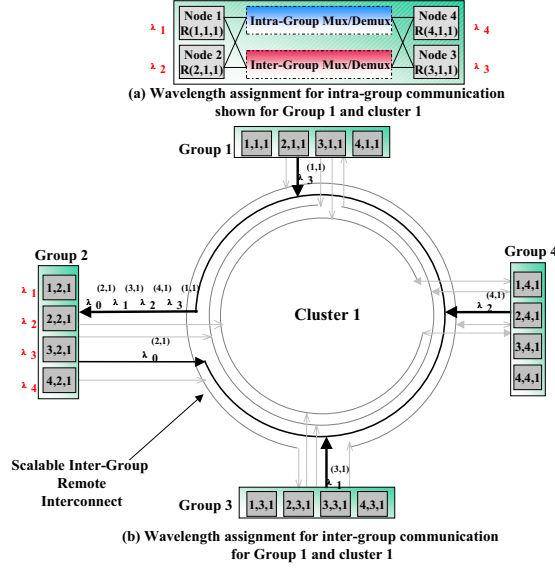 Node 1
R(1,1,1)
Node 2
R(2,1,1)
Intra-Group Mux/Demux
Inter-Group Mux/Demux
Node 4
R(4,1,1)
Node 3
R(3,1,1)
λ 1
λ 2
λ 4
λ 3
(a) Wavelength assignment for intra-group communication
shown for Group 1 and cluster 1
Group 1
1,1,1 2,1,1 3,1,1 4,1,1
λ 3 (1,1)
Group 2
λ 1 1,2,1
λ 2 2,2,1
λ 3 3,2,1
λ 4 4,2,1
λ 0 (2,1) λ 1 (3,1) λ 2 (4,1) λ 3 (1,1)
λ 0 (2,1)
Cluster 1
Group 4
1,4,1
2,4,1
3,4,1
4,4,1
λ 2 (4,1)
Scalable Inter-Group
Remote
Interconnect
λ 1 (3,1)
Group 3
1,3,1 2,3,1 3,3,1 4,3,1
(b) Wavelength assignment for inter-group communication
for Group 1 and cluster 1